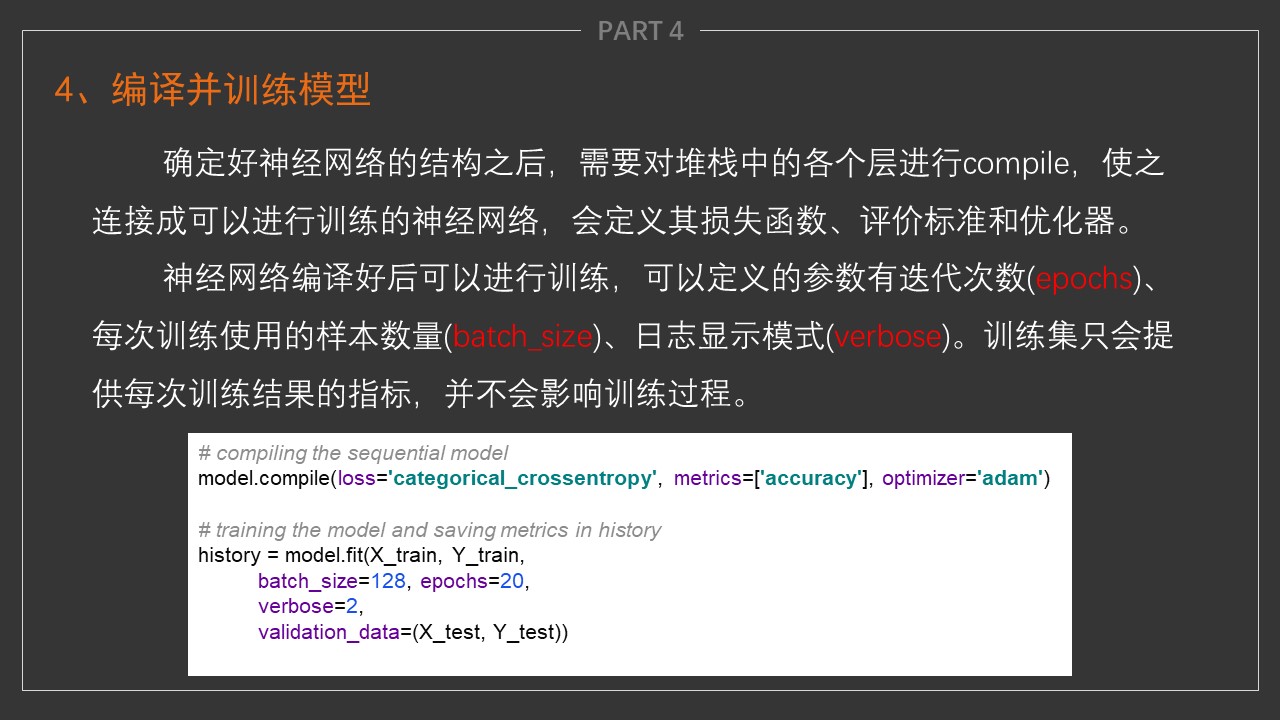 PART 4
4、编译并训练模型
确定好神经网络的结构之后，需要对堆栈中的各个层进行compile，使之
连接成可以进行训练的神经网络，会定义其损失函数、评价标准和优化器。
神经网络编译好后可以进行训练，可以定义的参数有迭代次数(epochs)、
每次训练使用的样本数量(batch_size)、日志显示模式(verbose)。训练集只会提
供每次训练结果的指标，并不会影响训练过程。
# compiling the sequential model
model.compile(loss='categorical_crossentropy', metrics=['accuracy'], optimizer='adam')
# training the model and saving metrics in history
history = model.fit(X_train, Y_train,
batch_size=128, epochs=20,
verbose=2,
validation_data=(X_test, Y_test))